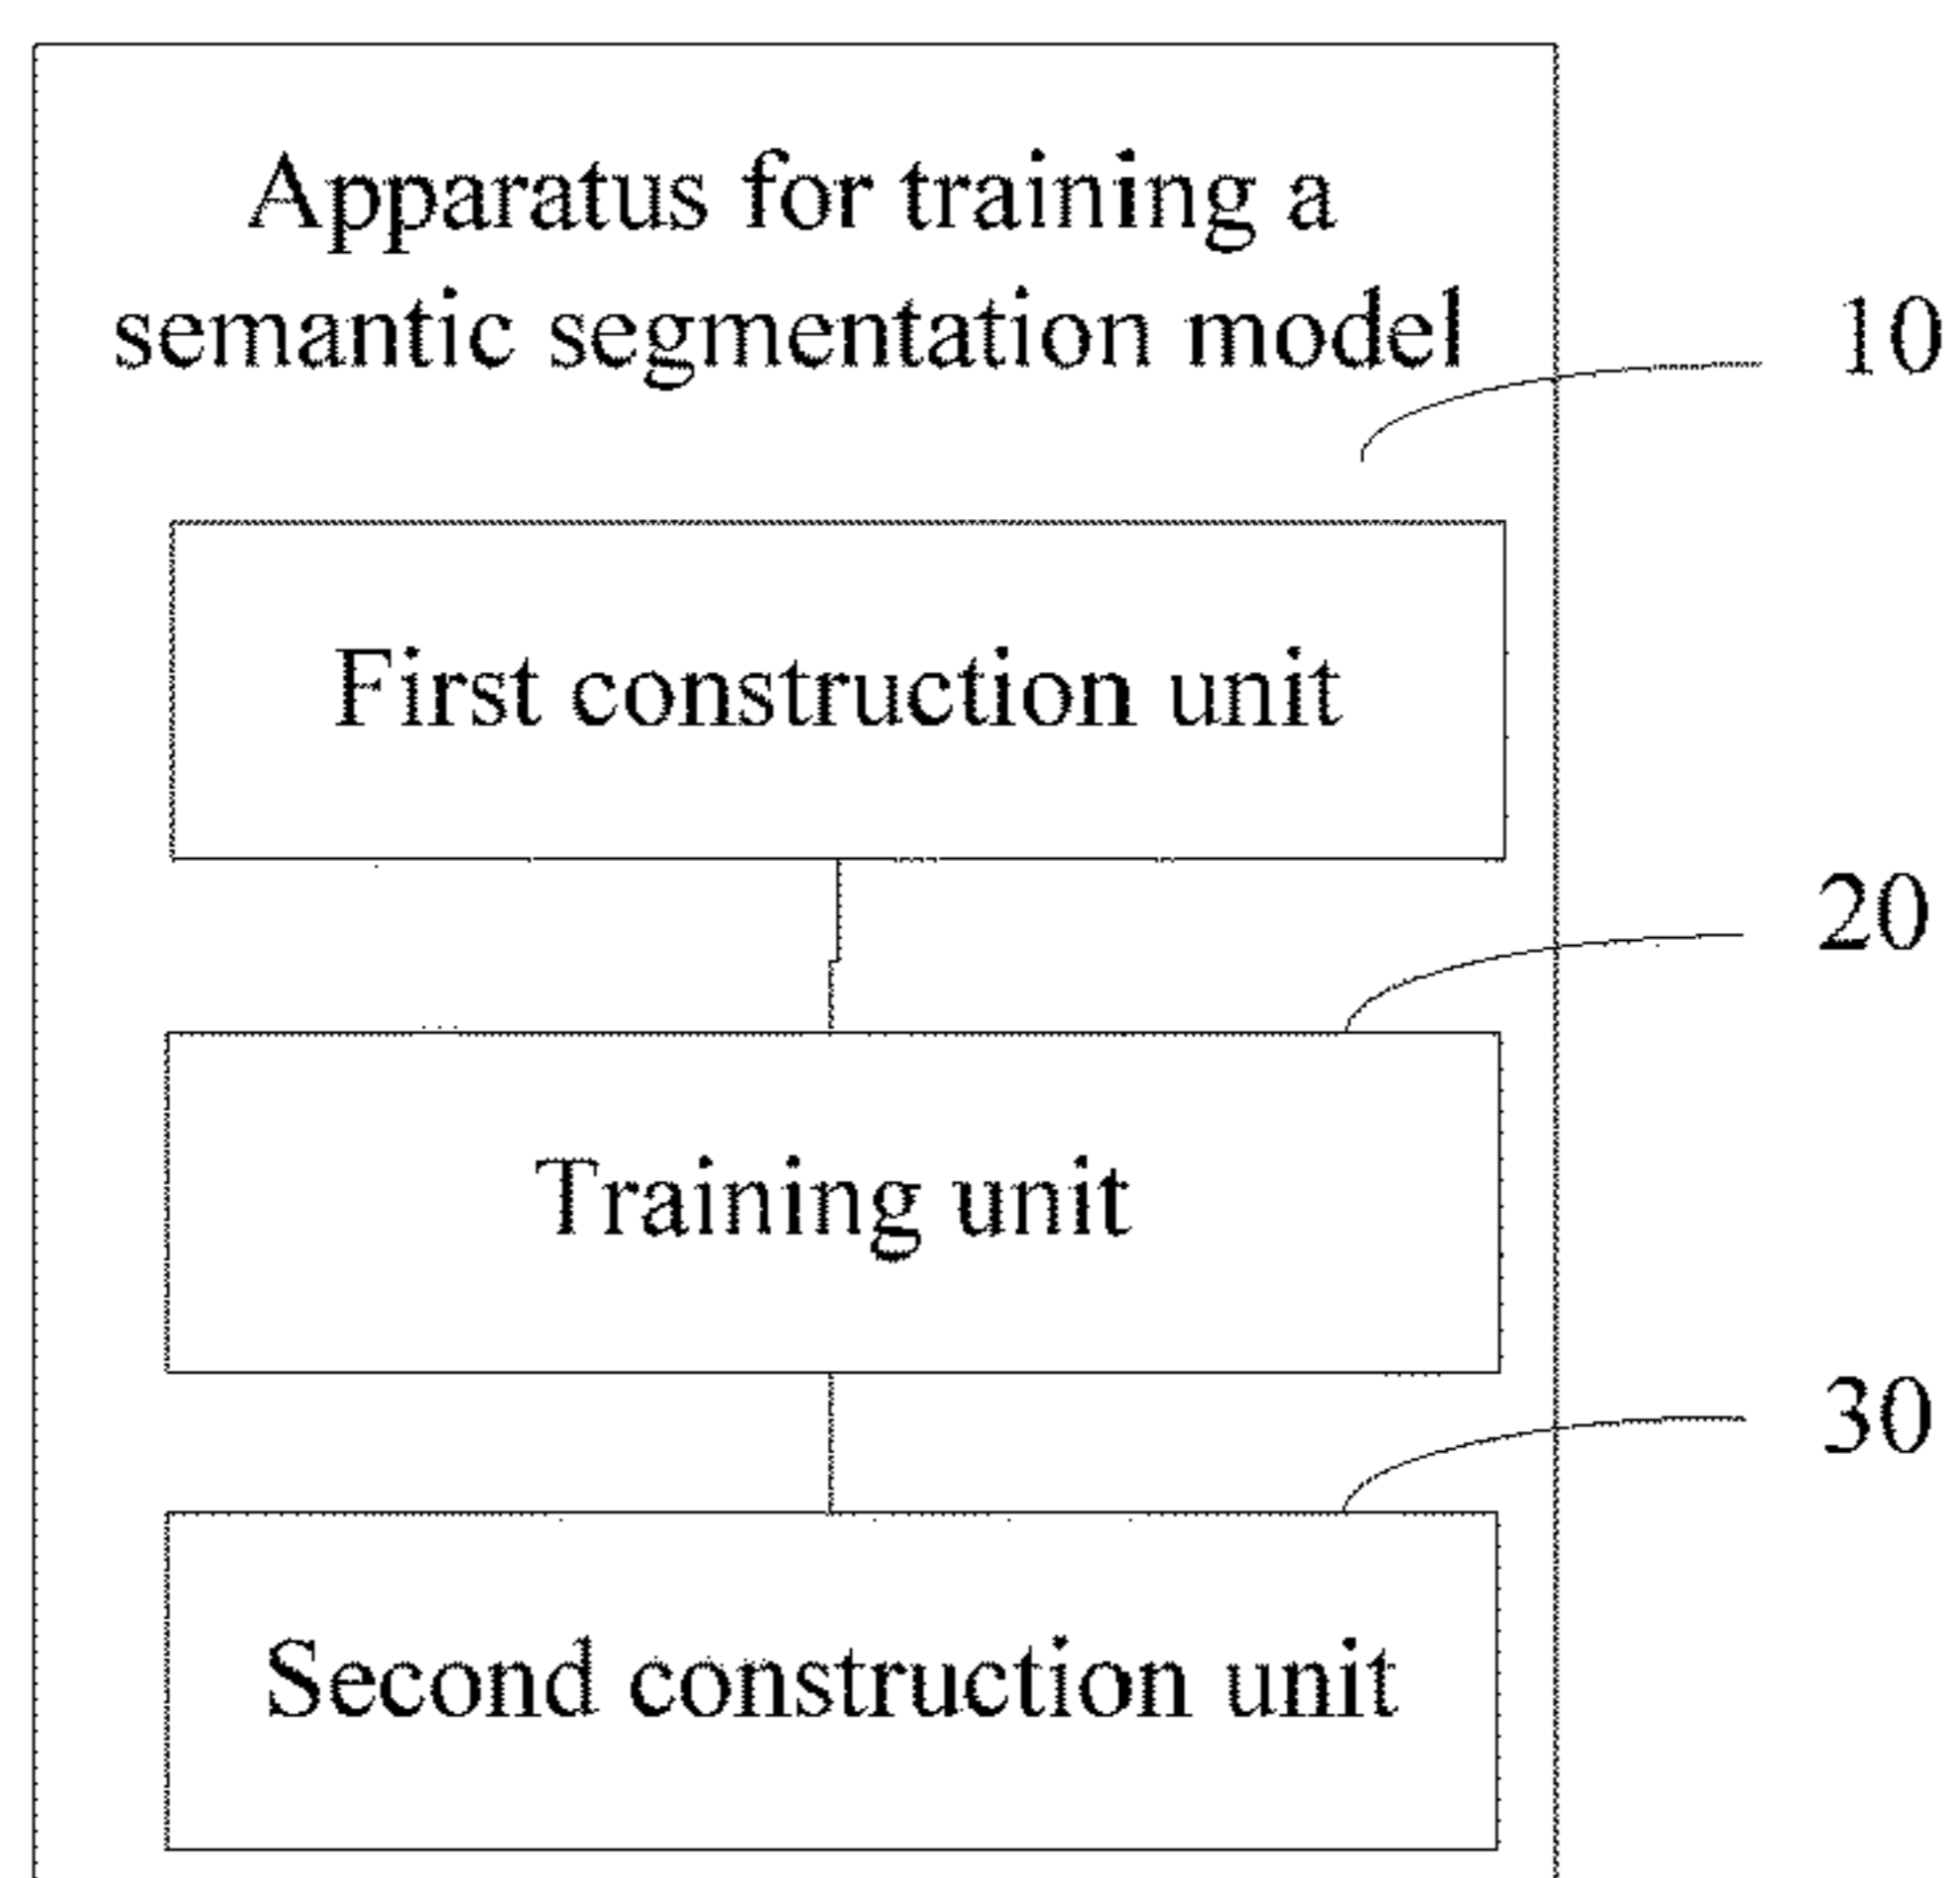 Apparatus for training a
semantic segmentation model
10
First construction unit
20
Training unit
30
Second construction unit